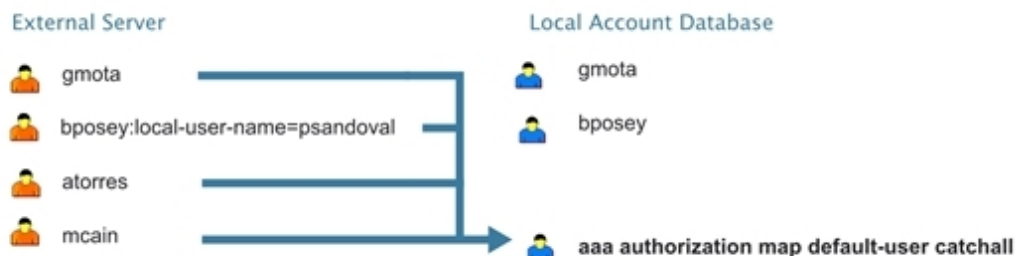 External Server
Local Account Database
gmota
gmota
bposey:local-user-name=psandoval
bposey
atorres
mcain
aaa authorization map default-user catchall